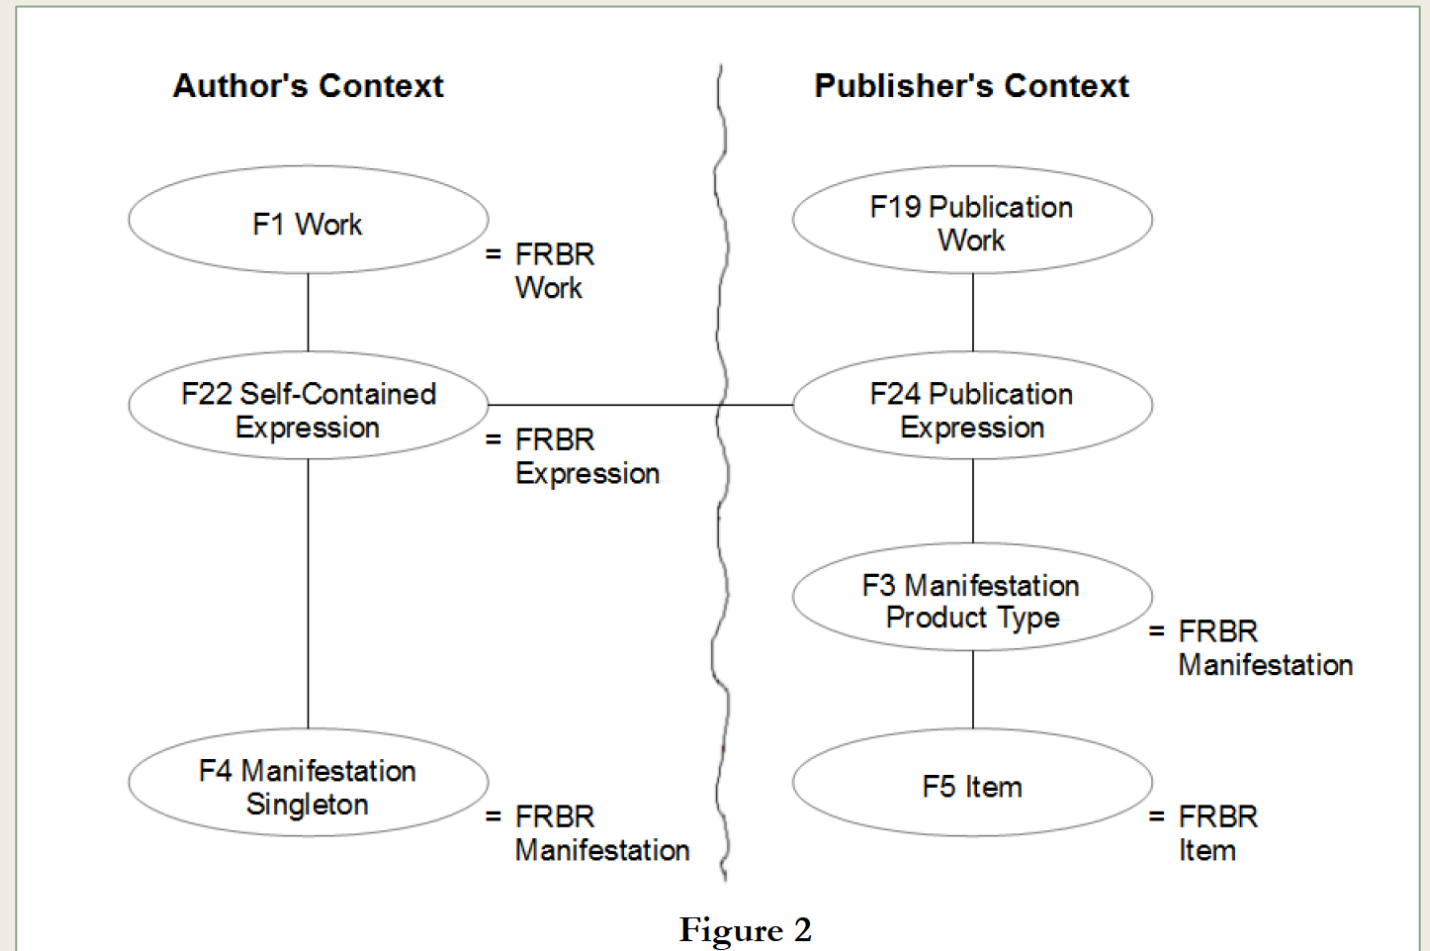 Author's Context
Publisher's Context
F1 Work
= FRBR
Work
F19 Publication
Work
F22 Self-Contained
Expression
= FRBR
Expression
F24 Publication
Expression
F3 Manifestation
Product Type
= FRBR
Manifestation
F4 Manifestation
Singleton
= FRBR
Manifestation
F5 Item
= FRBR
Item
Figure 2